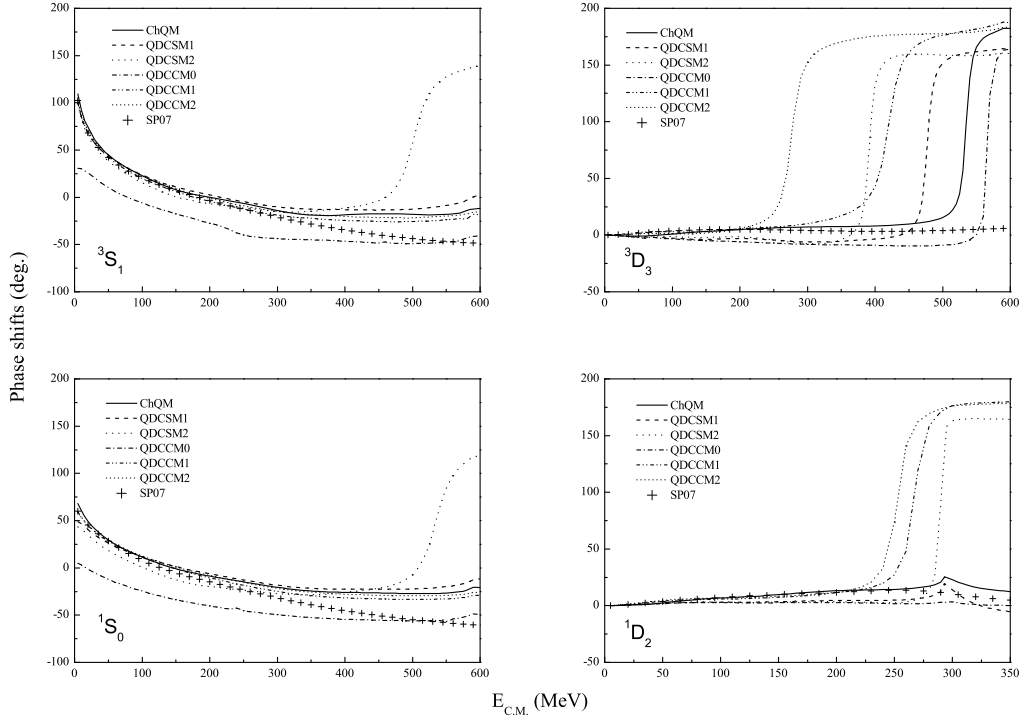 Phase shifts (deg.)
200
150
100
50
0
-50
-100
ChQM
QDCSM1
QDCSM2
QDCCM0
QDCCM1
QDCCM2
SP07
³S₁
0 100 200 300 400 500 600
200
150
100
50
0
-50
ChQM
QDCSM1
QDCSM2
QDCCM0
QDCCM1
QDCCM2
SP07
³D₃
0 100 200 300 400 500 600
200
150
100
50
0
-50
-100
ChQM
QDCSM1
QDCSM2
QDCCM0
QDCCM1
QDCCM2
SP07
¹S₀
0 100 200 300 400 500 600
200
150
100
50
0
-50
ChQM
QDCSM1
QDCSM2
QDCCM0
QDCCM1
QDCCM2
SP07
¹D₂
0 50 100 150 200 250 300 350
E_C.M. (MeV)